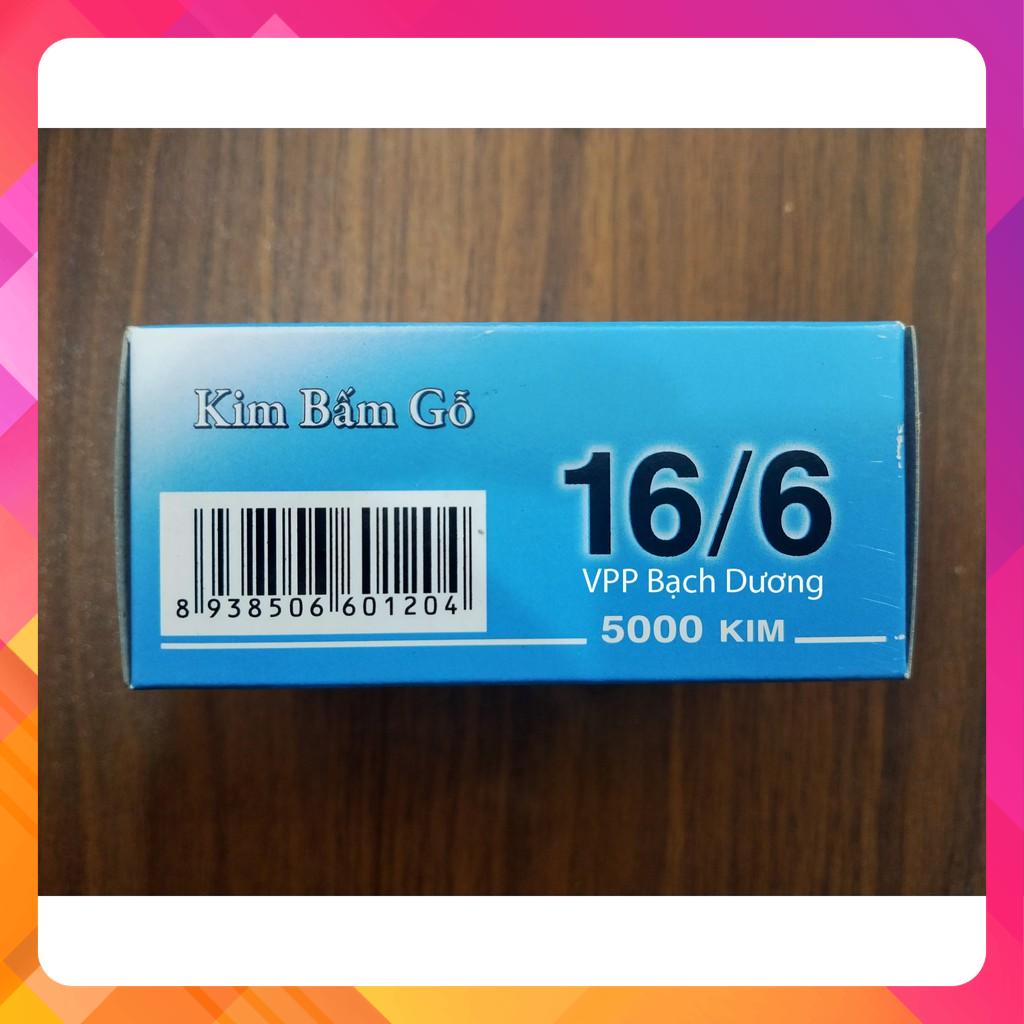 Kim Bấm Gỗ
16/6
VPP Bạch Dương
5000 KIM
8 938506 601204